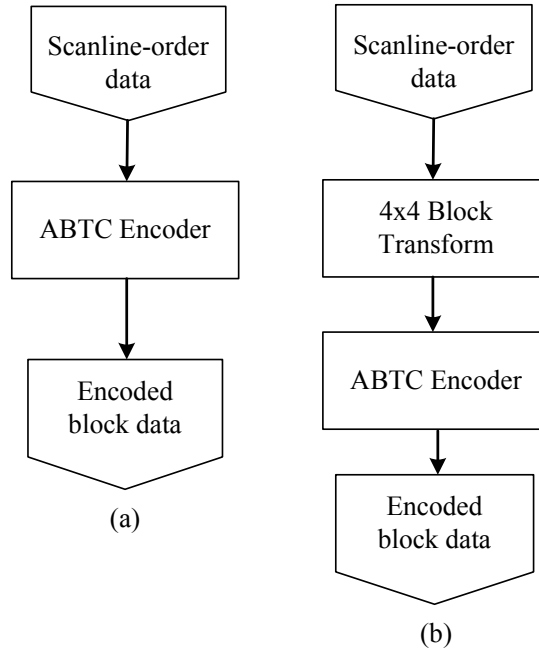 Scanline-order
data
ABTC Encoder
Encoded
block data
(a)
Scanline-order
data
4x4 Block
Transform
ABTC Encoder
Encoded
block data
(b)